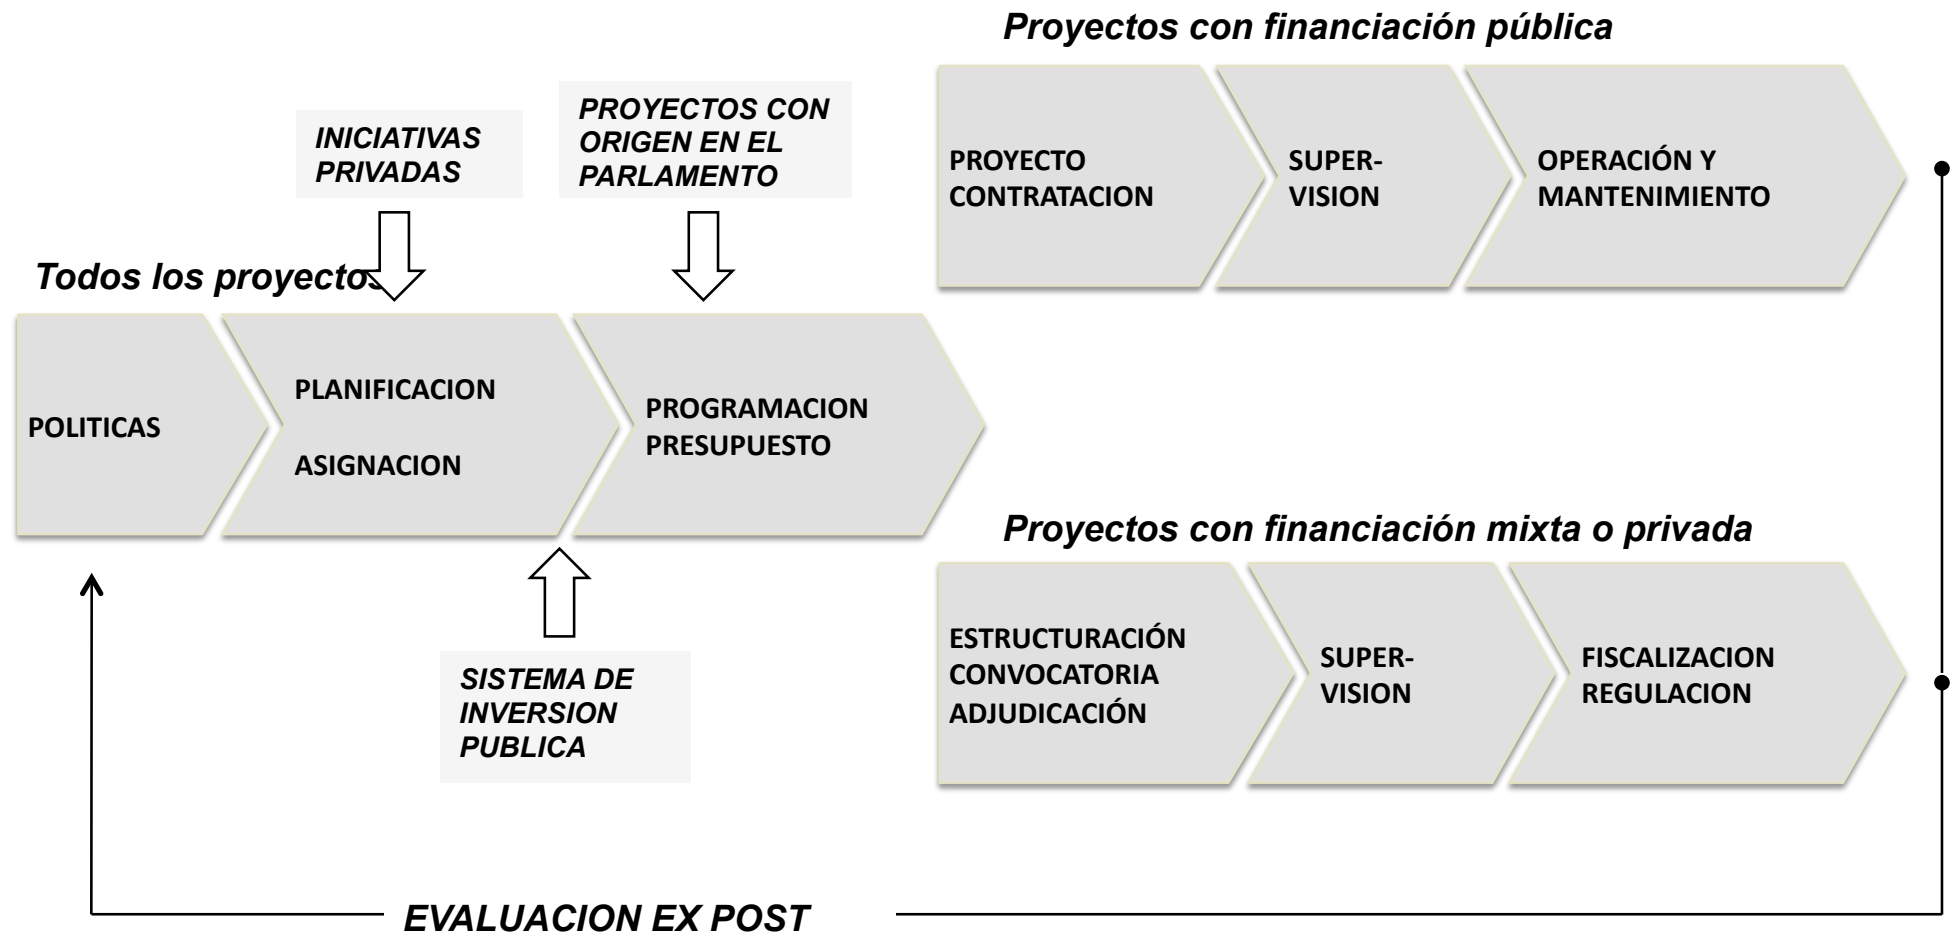 Proyectos con financiación pública
INICIATIVAS
PRIVADAS
PROYECTOS CON
ORIGEN EN EL
PARLAMENTO
PROYECTO
CONTRATACION
SUPER-
VISION
OPERACIÓN Y
MANTENIMIENTO
Todos los proyectos
POLITICAS
PLANIFICACION
ASIGNACION
PROGRAMACION
PRESUPUESTO
Proyectos con financiación mixta o privada
SISTEMA DE
INVERSION
PUBLICA
ESTRUCTURACIÓN
CONVOCATORIA
ADJUDICACIÓN
SUPER-
VISION
FISCALIZACION
REGULACION
EVALUACION EX POST